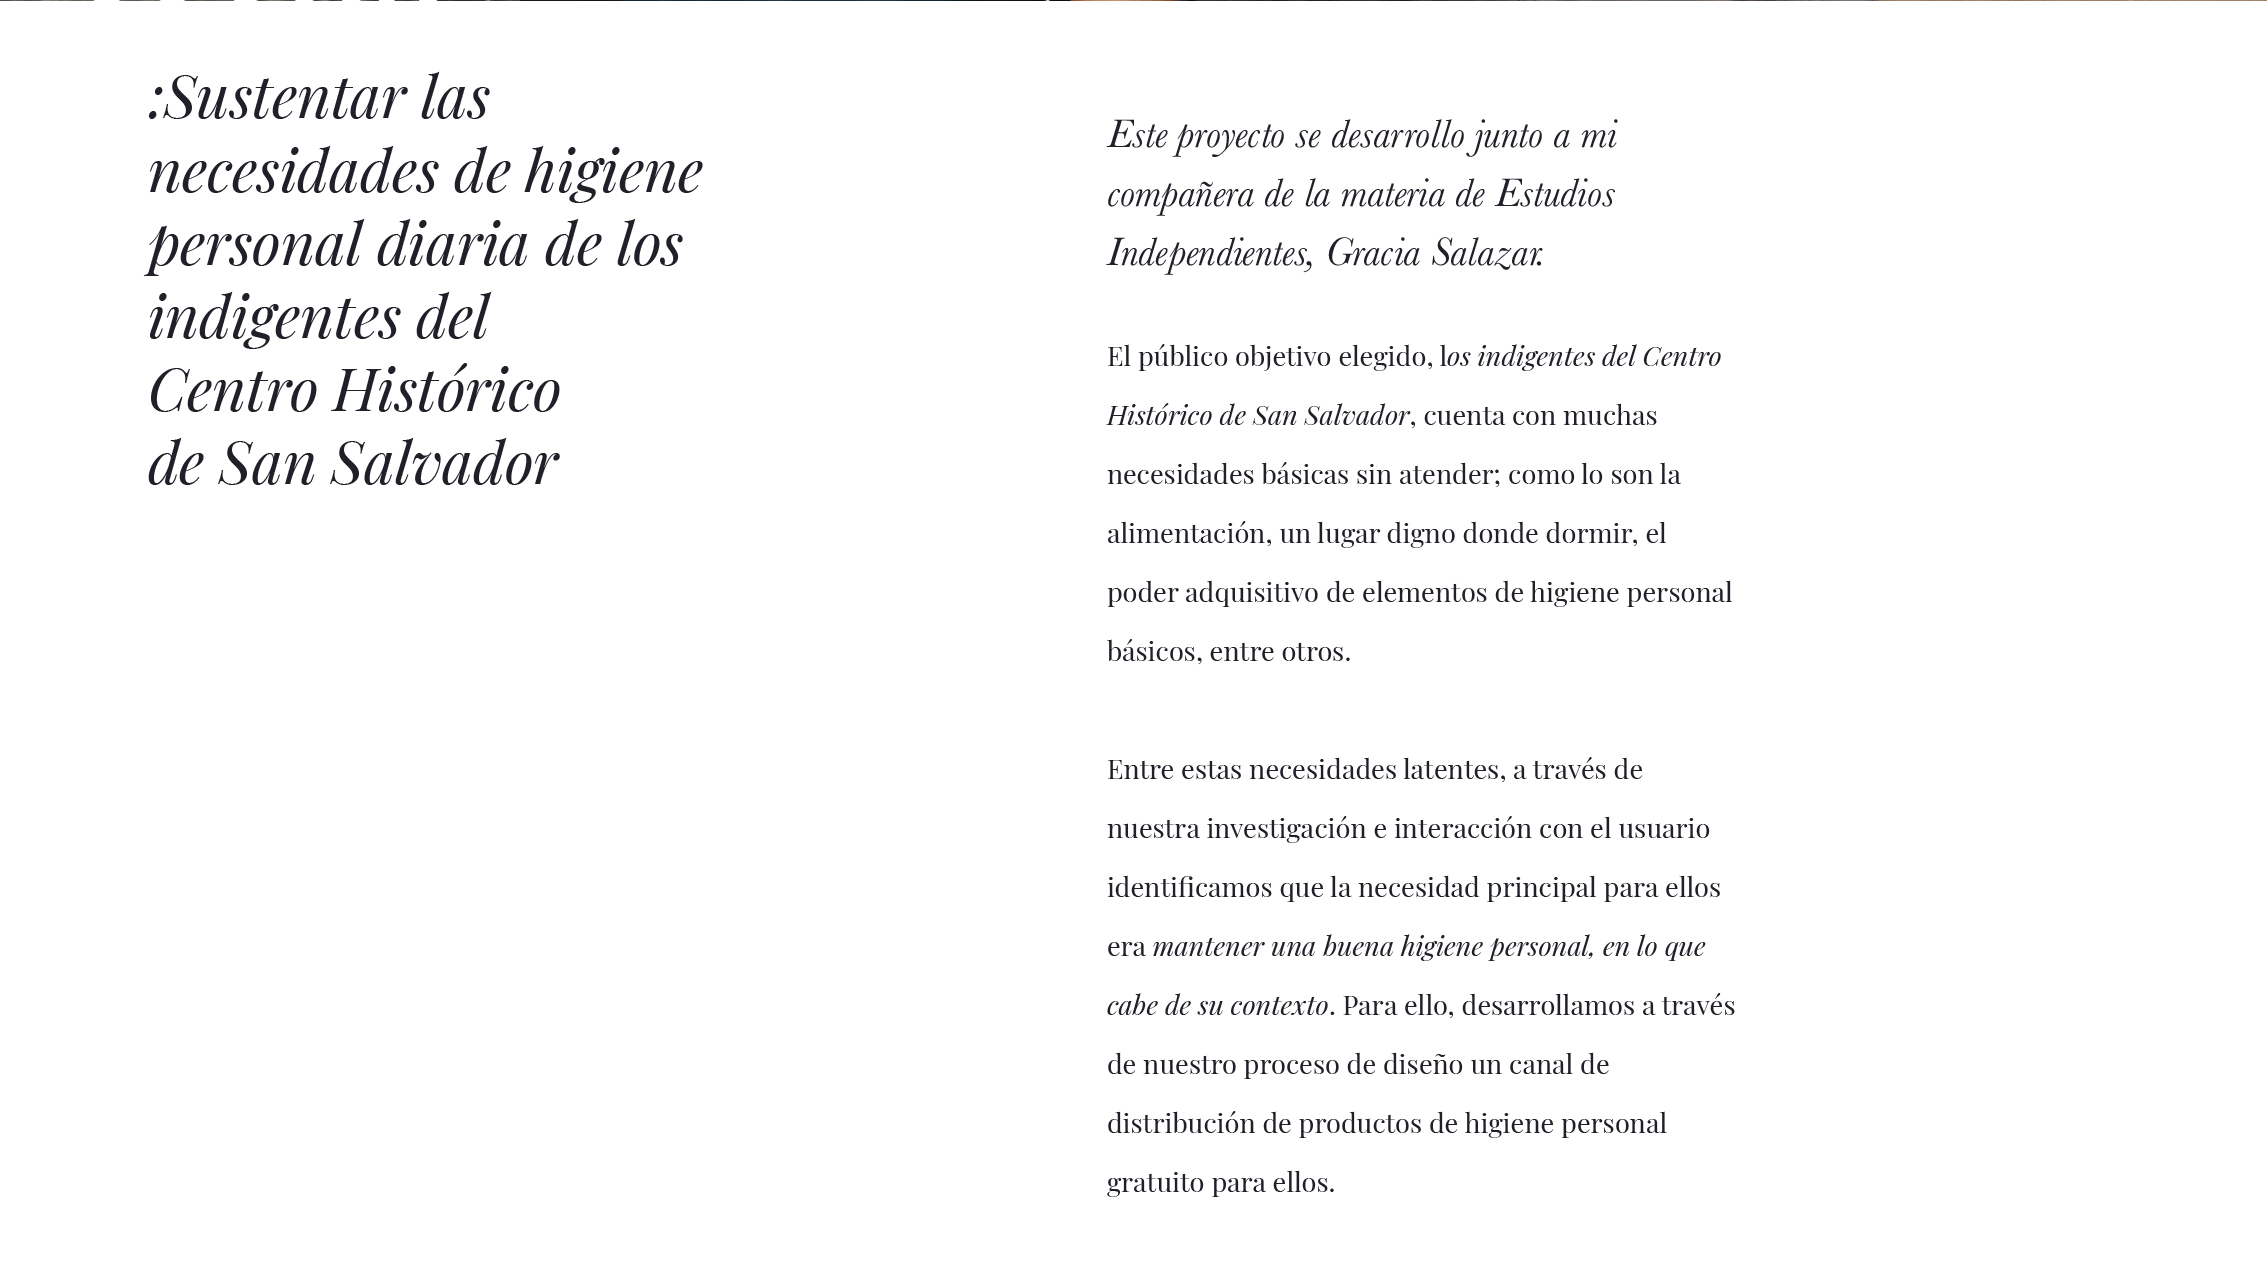 :Sustentar las
necesidades de higiene
personal diaria de los
indigentes del
Centro Histórico
de San Salvador
Este proyecto se desarrollo junto a mi
compañera de la materia de Estudios
Independientes, Gracia Salazar.
El público objetivo elegido, los indigentes del Centro
Histórico de San Salvador, cuenta con muchas
necesidades básicas sin atender; como lo son la
alimentación, un lugar digno donde dormir, el
poder adquisitivo de elementos de higiene personal
básicos, entre otros.
Entre estas necesidades latentes, a través de
nuestra investigación e interacción con el usuario
identificamos que la necesidad principal para ellos
era mantener una buena higiene personal, en lo que
cabe de su contexto. Para ello, desarrollamos a través
de nuestro proceso de diseño un canal de
distribución de productos de higiene personal
gratuito para ellos.